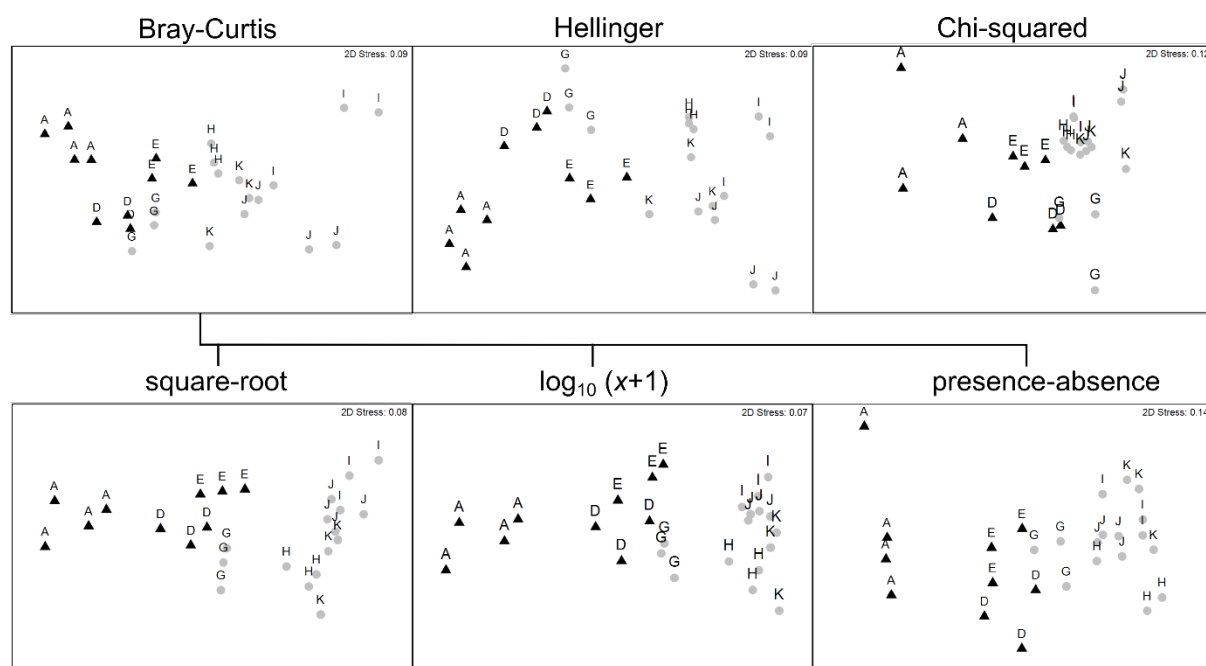 Bray-Curtis
2D Stress: 0.09
I I
A A
H
E H
A A H
E E K I
K J
D D G J
D G
G K J J
Hellinger
2D Stress: 0.09
G
G D H I
D H H
G I
D K
E E
E I
K K J
A J
A
A
A
J J
Chi-squared
2D Stress: 0.12
A
J
J
I
A H I J
E E E H K K
K
A
D G G
D D
G
square-root
2D Stress: 0.08
I
I
A E E E J I J
A J
A D D J K
A D G K
G H H
G H
K
log₁₀ (x+1)
2D Stress: 0.07
E
E I
E I
A A D D I J J J
A G K
G H H K
A D H
K
presence-absence
2D Stress: 0.14
A
K K
I
E I
A E G G J J K
A H J
E
A D G H H
D
D